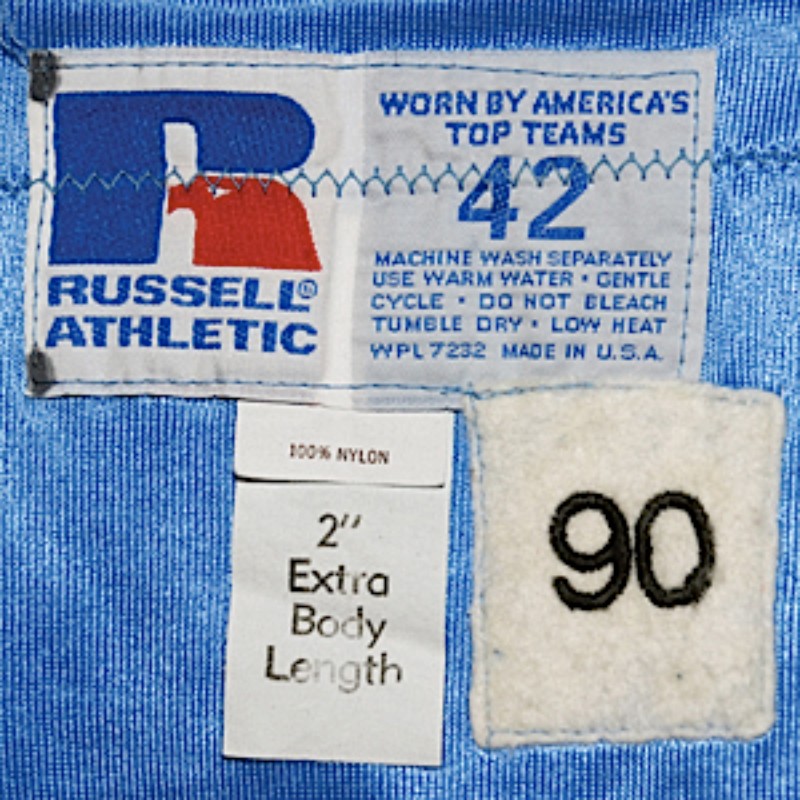 WORN BY AMERICA'S
TOP TEAMS
42
MACHINE WASH SEPARATELY
USE WARM WATER • GENTLE
CYCLE • DO NOT BLEACH
TUMBLE DRY • LOW HEAT
WPL 7232 MADE IN U.S.A.
R
RUSSELL®
ATHLETIC
100% NYLON
2"
Extra
Body
Length
90